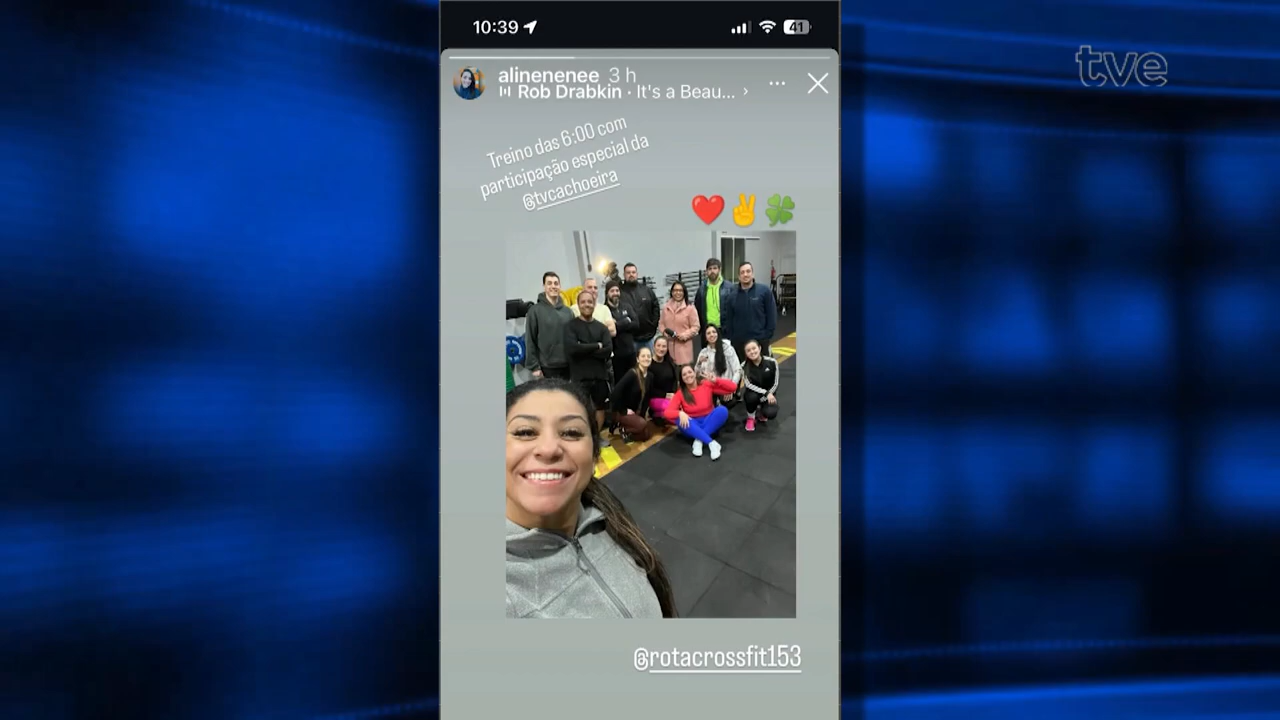 10:39
41
tve
alinenenee 3 h
Rob Drabkin · It's a Beau... ›
Treino das 6:00 com
participação especial da
@tvcachoeira
@rotacrossfit153